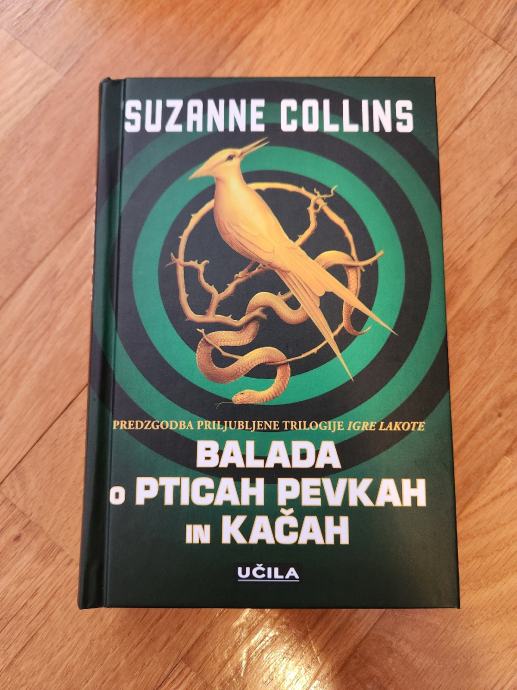 SUZANNE COLLINS
PREDZGODBA PRILJUBLJENE TRILOGIJE IGRE LAKOTE
BALADA
O PTICAH PEVKAH
IN KAČAH
UČILA